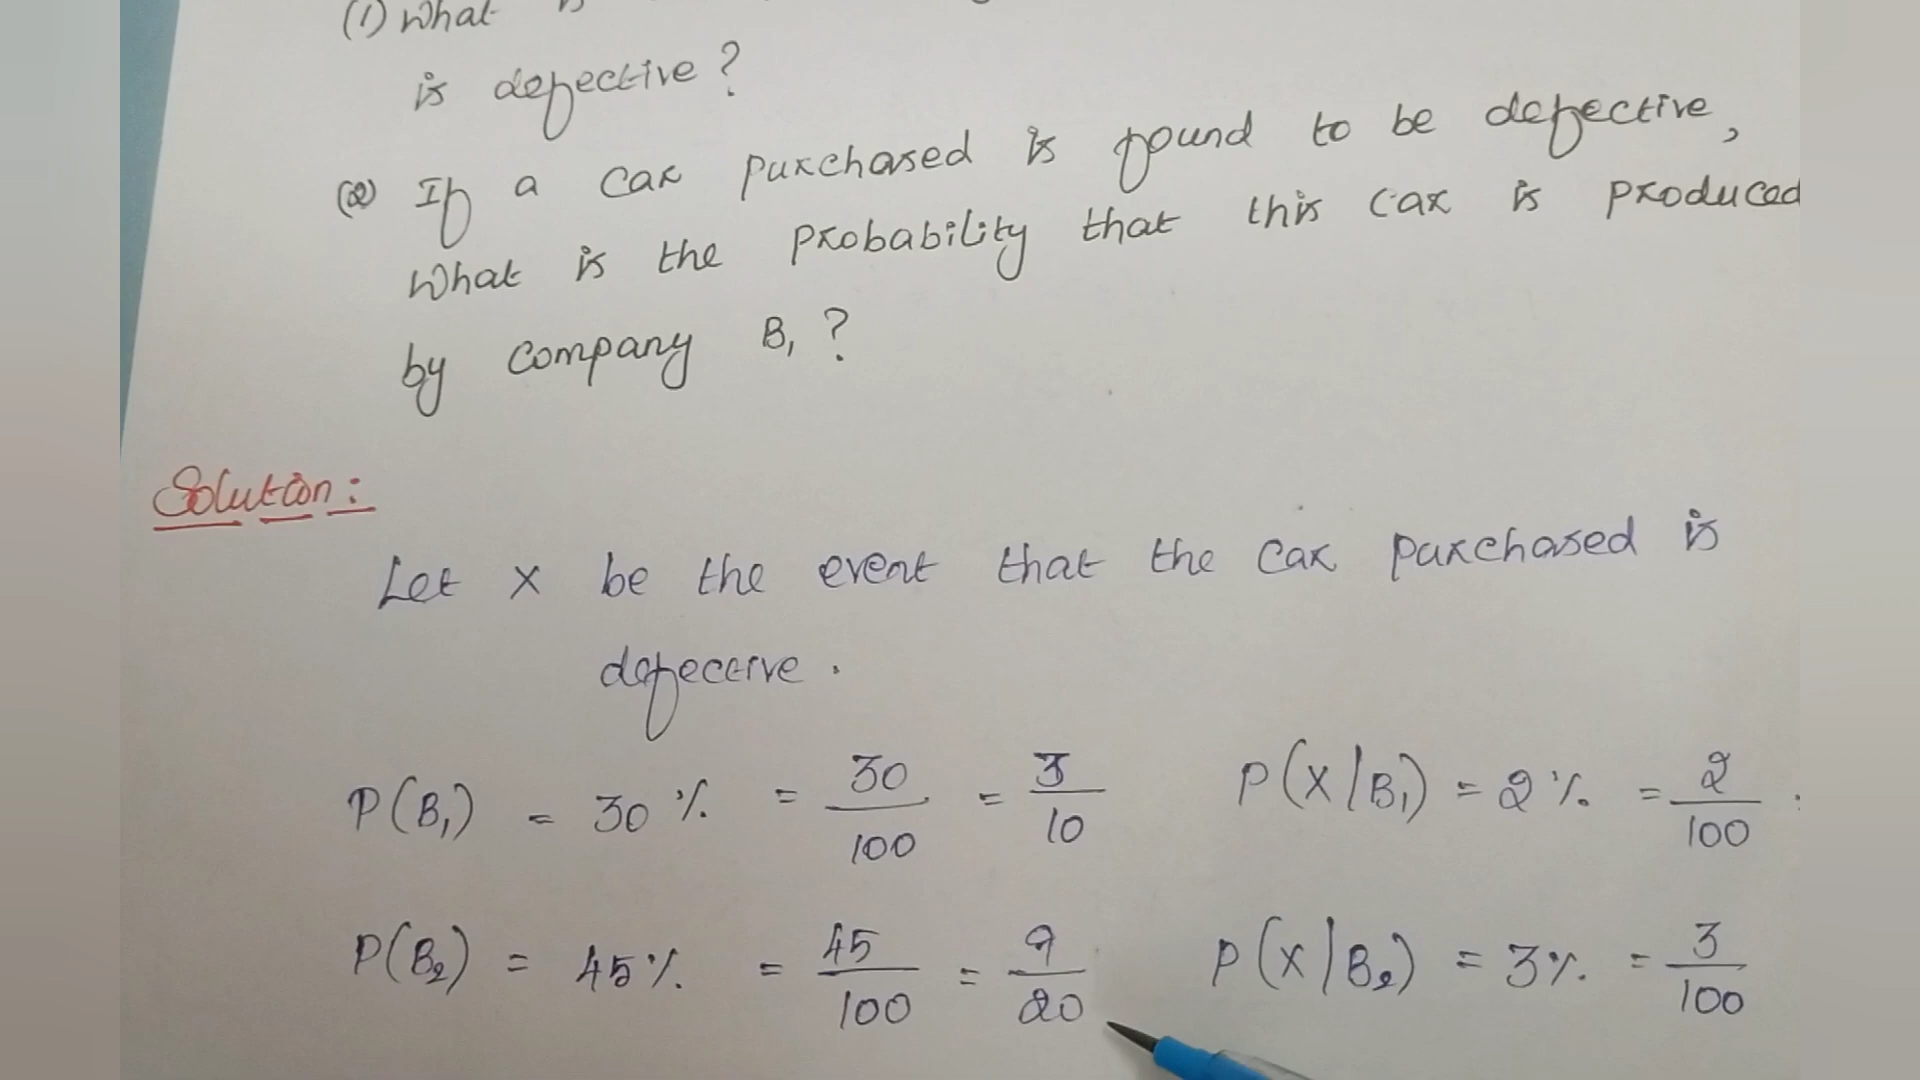 (1) What is
is defective ?
(2) If a car purchased is found to be defective,
What is the probability that this car is produced
by company B₁ ?
Solution :
Let X be the event that the car purchased is
defective .
P(B₁) = 30 % = 30/100 = 3/10 P(X/B₁) = 2 % = 2/100
P(B₂) = 45 % = 45/100 = 9/20 P(X/B₂) = 3 % = 3/100